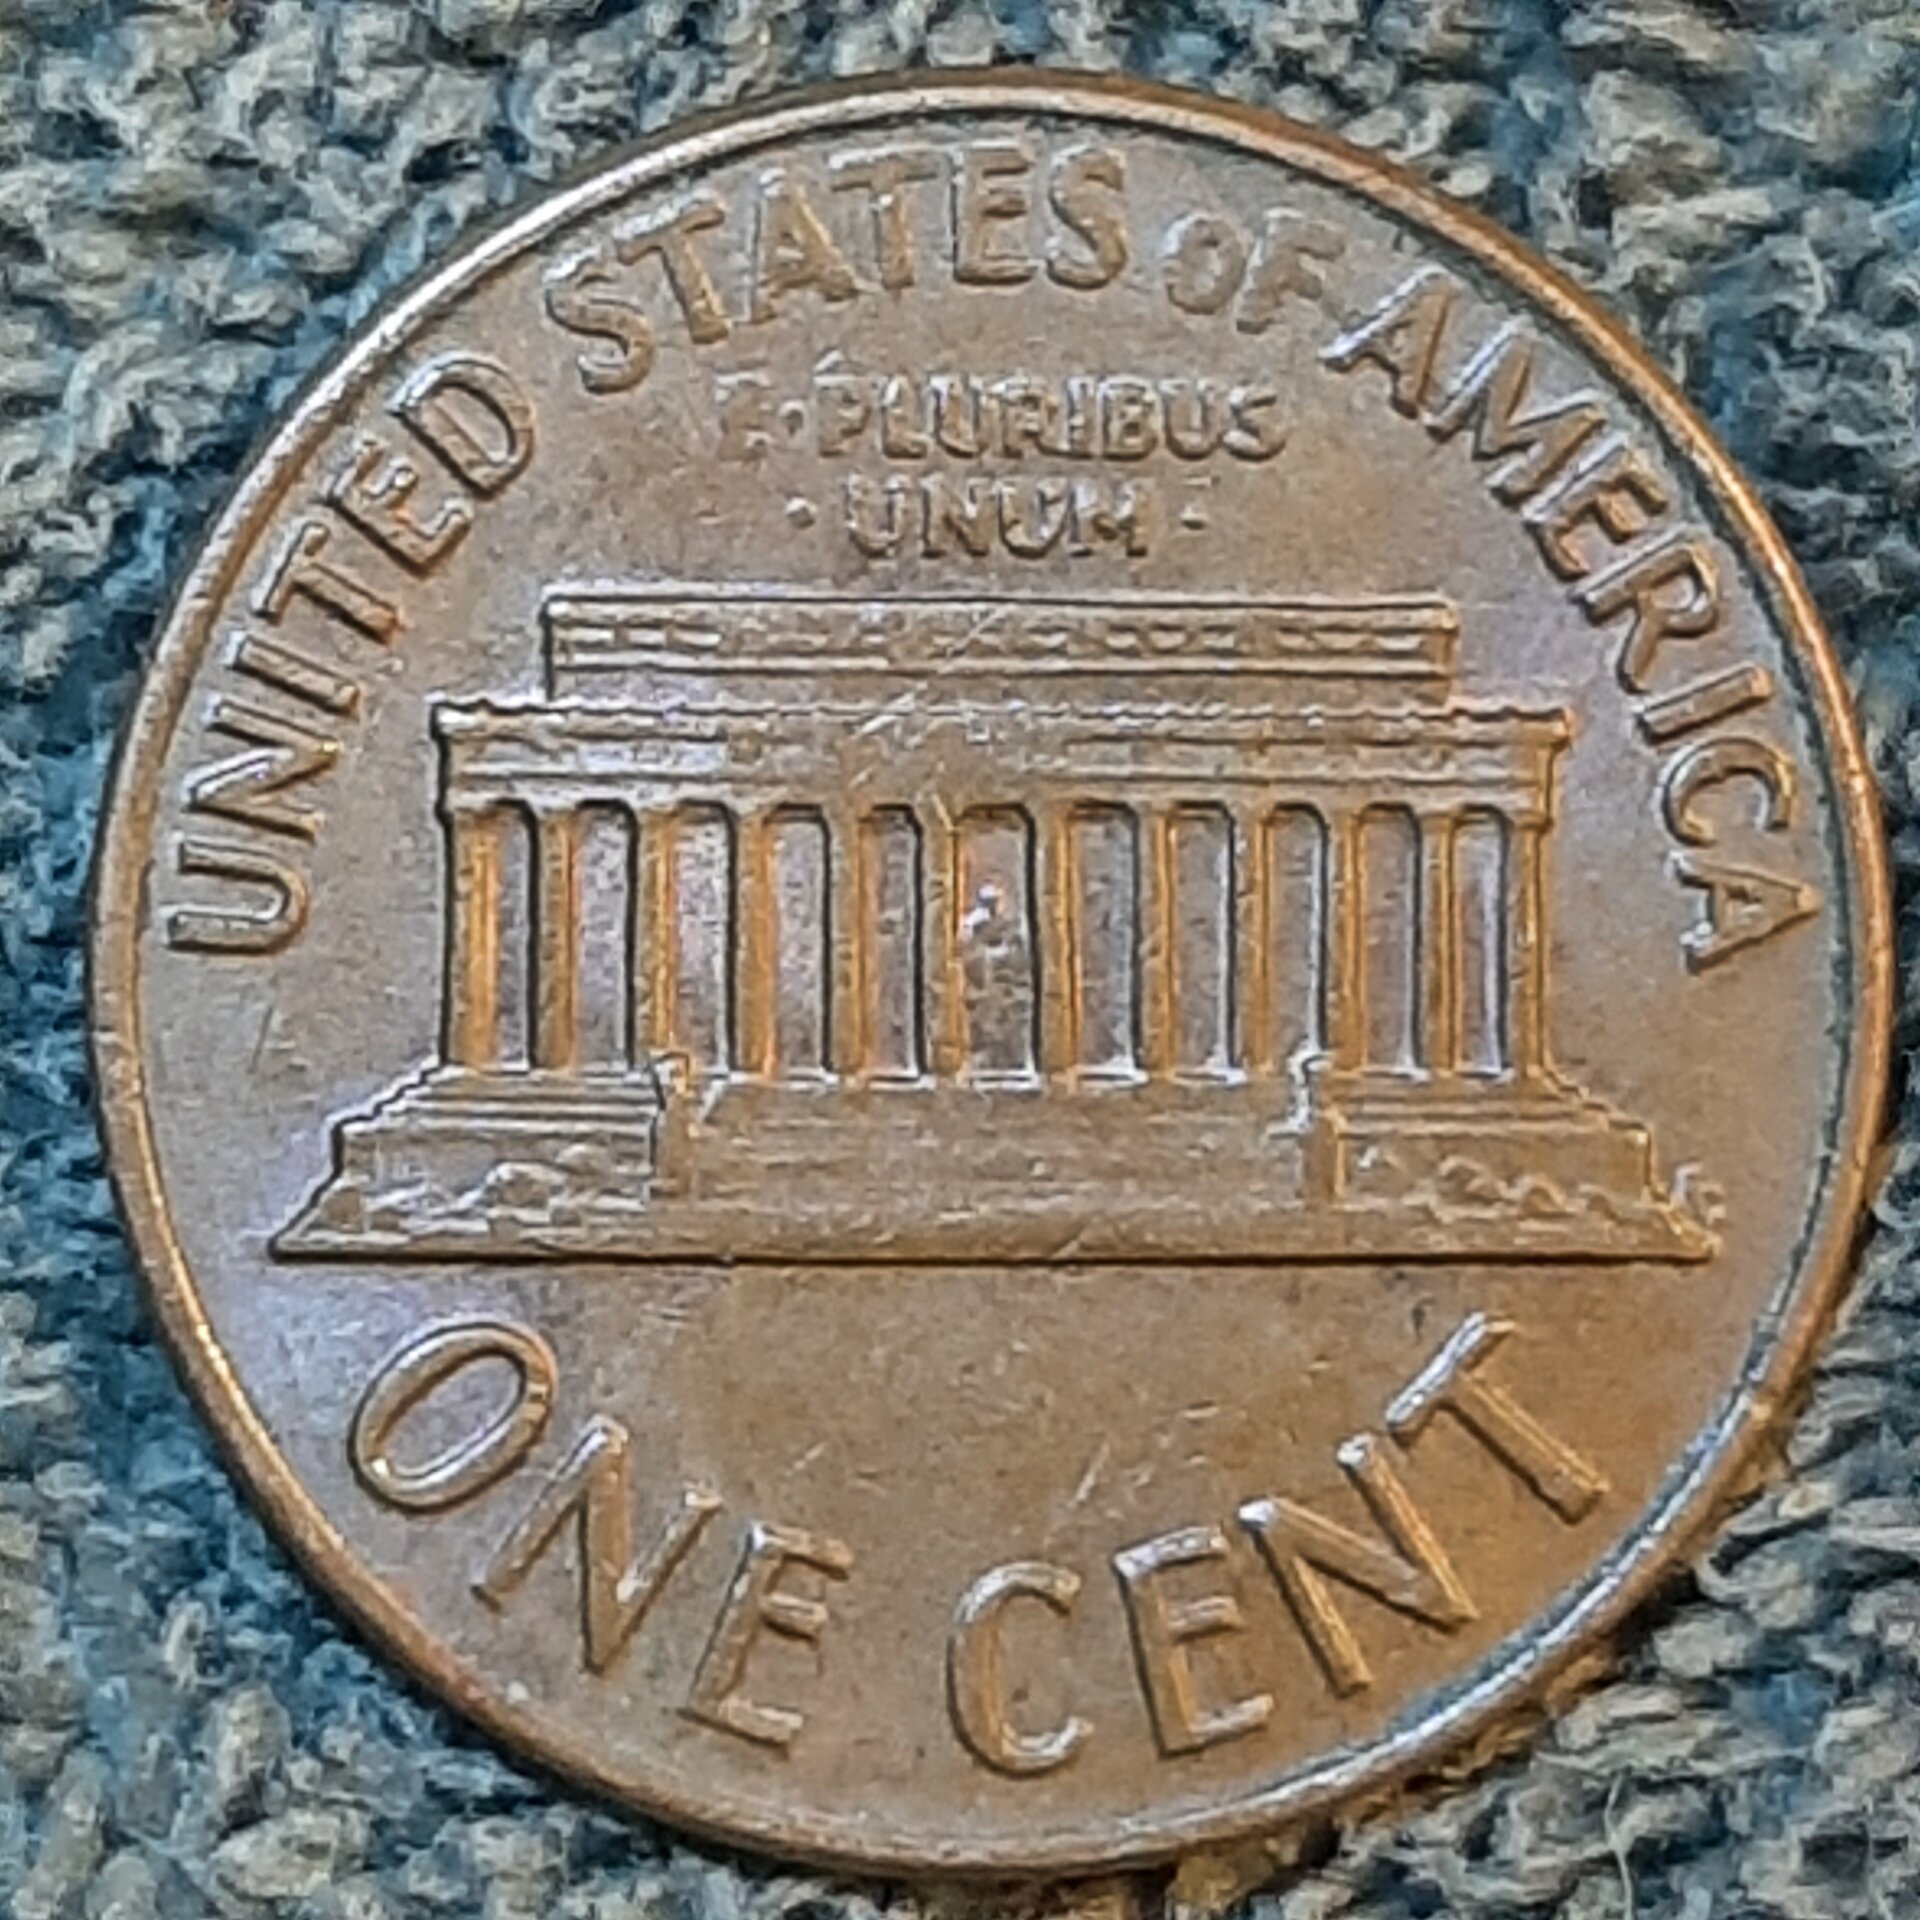 UNITED STATES OF AMERICA
E·PLURIBUS
·UNUM·
ONE CENT